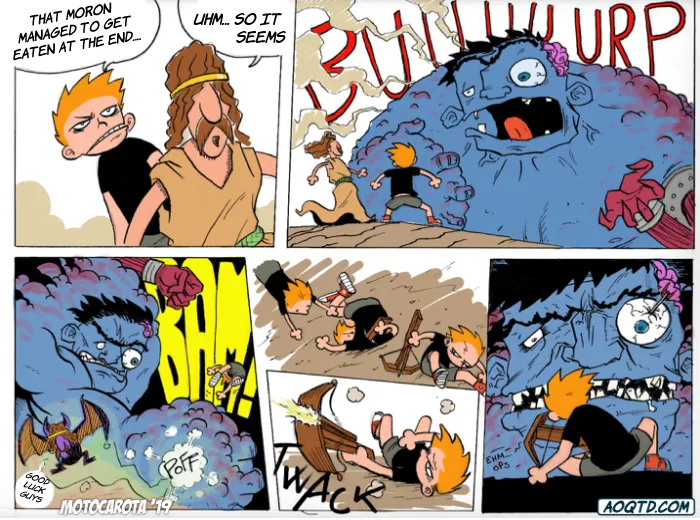 THAT MORON
MANAGED TO GET
EATEN AT THE END....
UHM... SO IT
SEEMS
BUUUUURP
BAM!
GOOD
LUCK
GUYS
POFF
TWACK
EHM...
OPS
MOTOCAROTA '19
AOQTD.COM